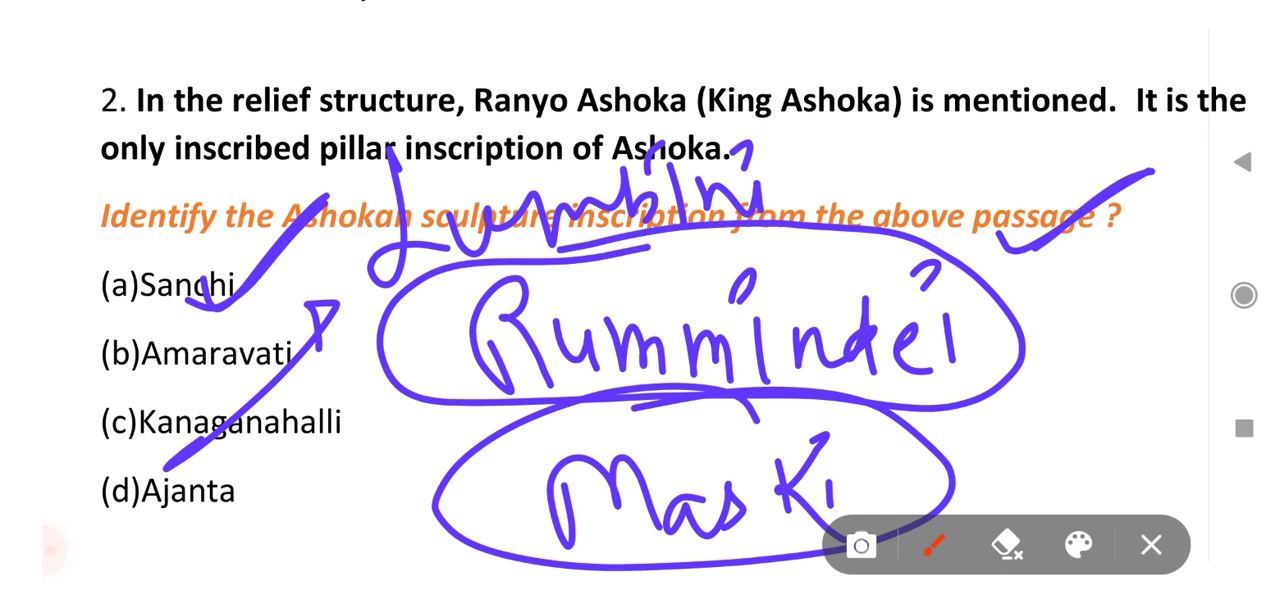 2. In the relief structure, Ranyo Ashoka (King Ashoka) is mentioned. It is the
only inscribed pillar inscription of Ashoka.
Lumbini
Identify the Ashokan sculpture inscription from the above passage ?
(a)Sanchi
Rummindei
(b)Amaravati
(c)Kanaganahalli
Maski
(d)Ajanta